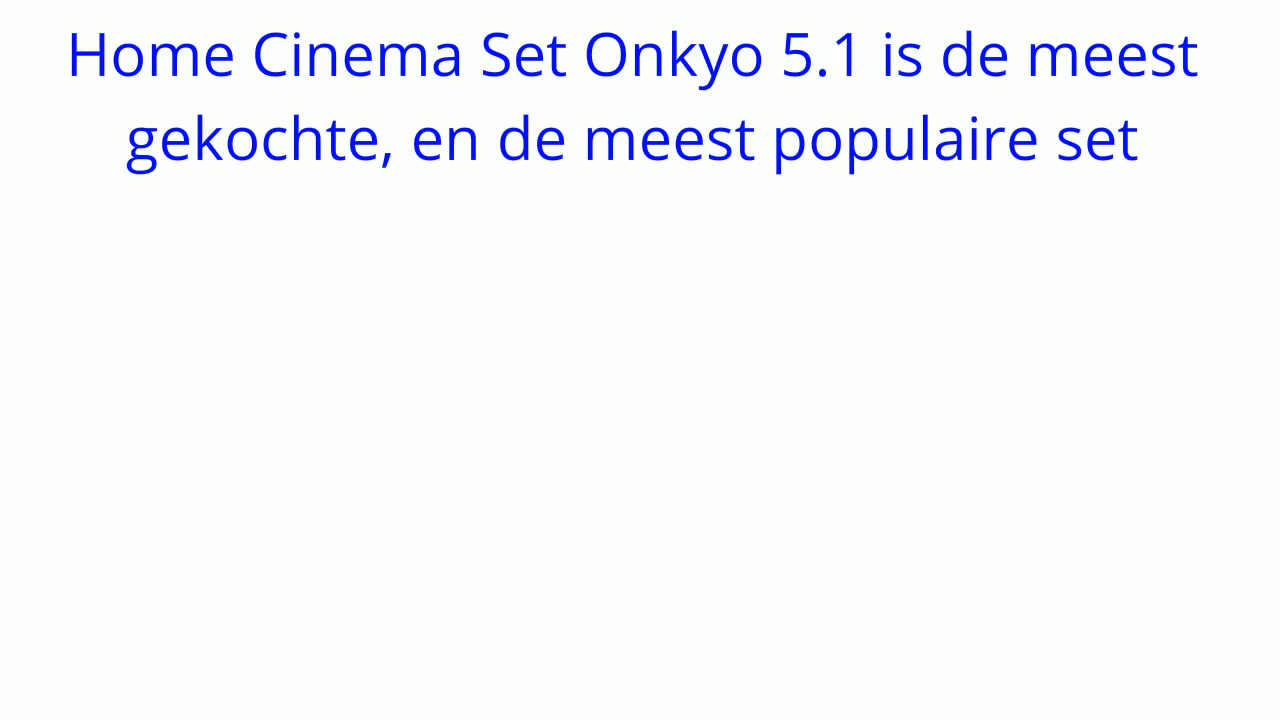 Home Cinema Set Onkyo 5.1 is de meest
gekochte, en de meest populaire set